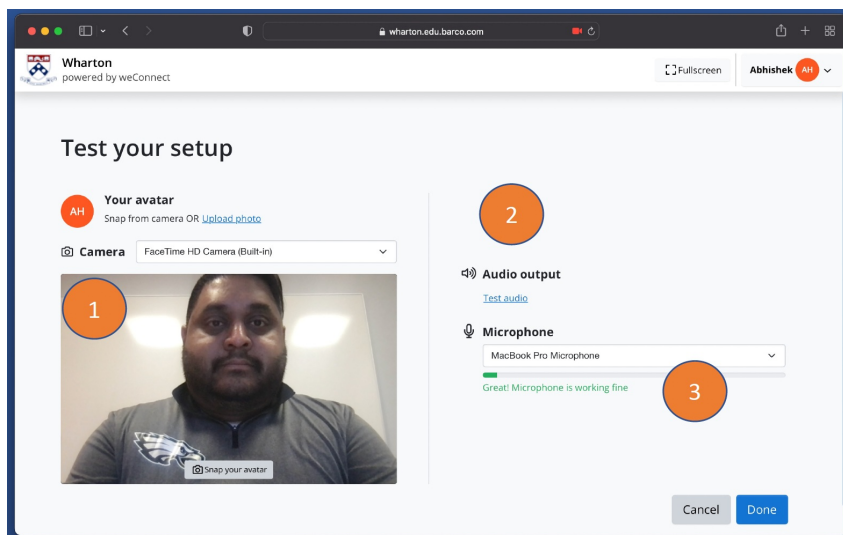 wharton.edu.barco.com
Wharton
powered by weConnect
Fullscreen
Abhishek AH
Test your setup
AH
Your avatar
Snap from camera OR Upload photo
Camera
FaceTime HD Camera (Built-in)
1
Snap your avatar
2
Audio output
Test audio
Microphone
MacBook Pro Microphone
Great! Microphone is working fine
3
Cancel
Done